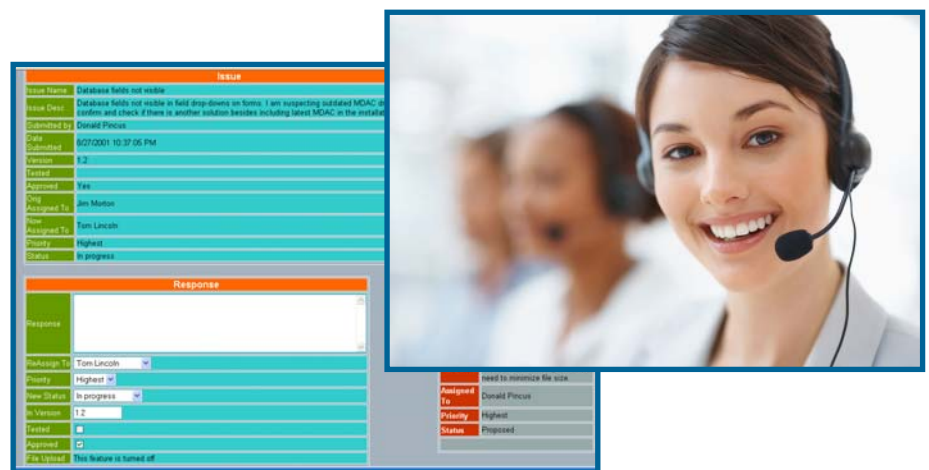 Issue
Issue Name Database fields not visible
Issue Desc. Database fields not visible in field drop-downs on forms. I am suspecting outdated MDAC
confirm and check if there is another solution besides including latest MDAC in the
Submitted by Donald Pincus
Date
Submitted 8/27/2001 10:37:05 PM
Version 1.2
Tested
Approved Yes
Orig
Assigned To Jim Morton
Now
Assigned To Tom Lincoln
Priority Highest
Status In progress
Response
Response
ReAssign To Tom Lincoln
Priority Highest
New Status In progress
In Version 1.2
Tested
Approved
File Upload This feature is turned off
need to minimize file size.
Assigned
To Donald Pincus
Priority Highest
Status Proposed